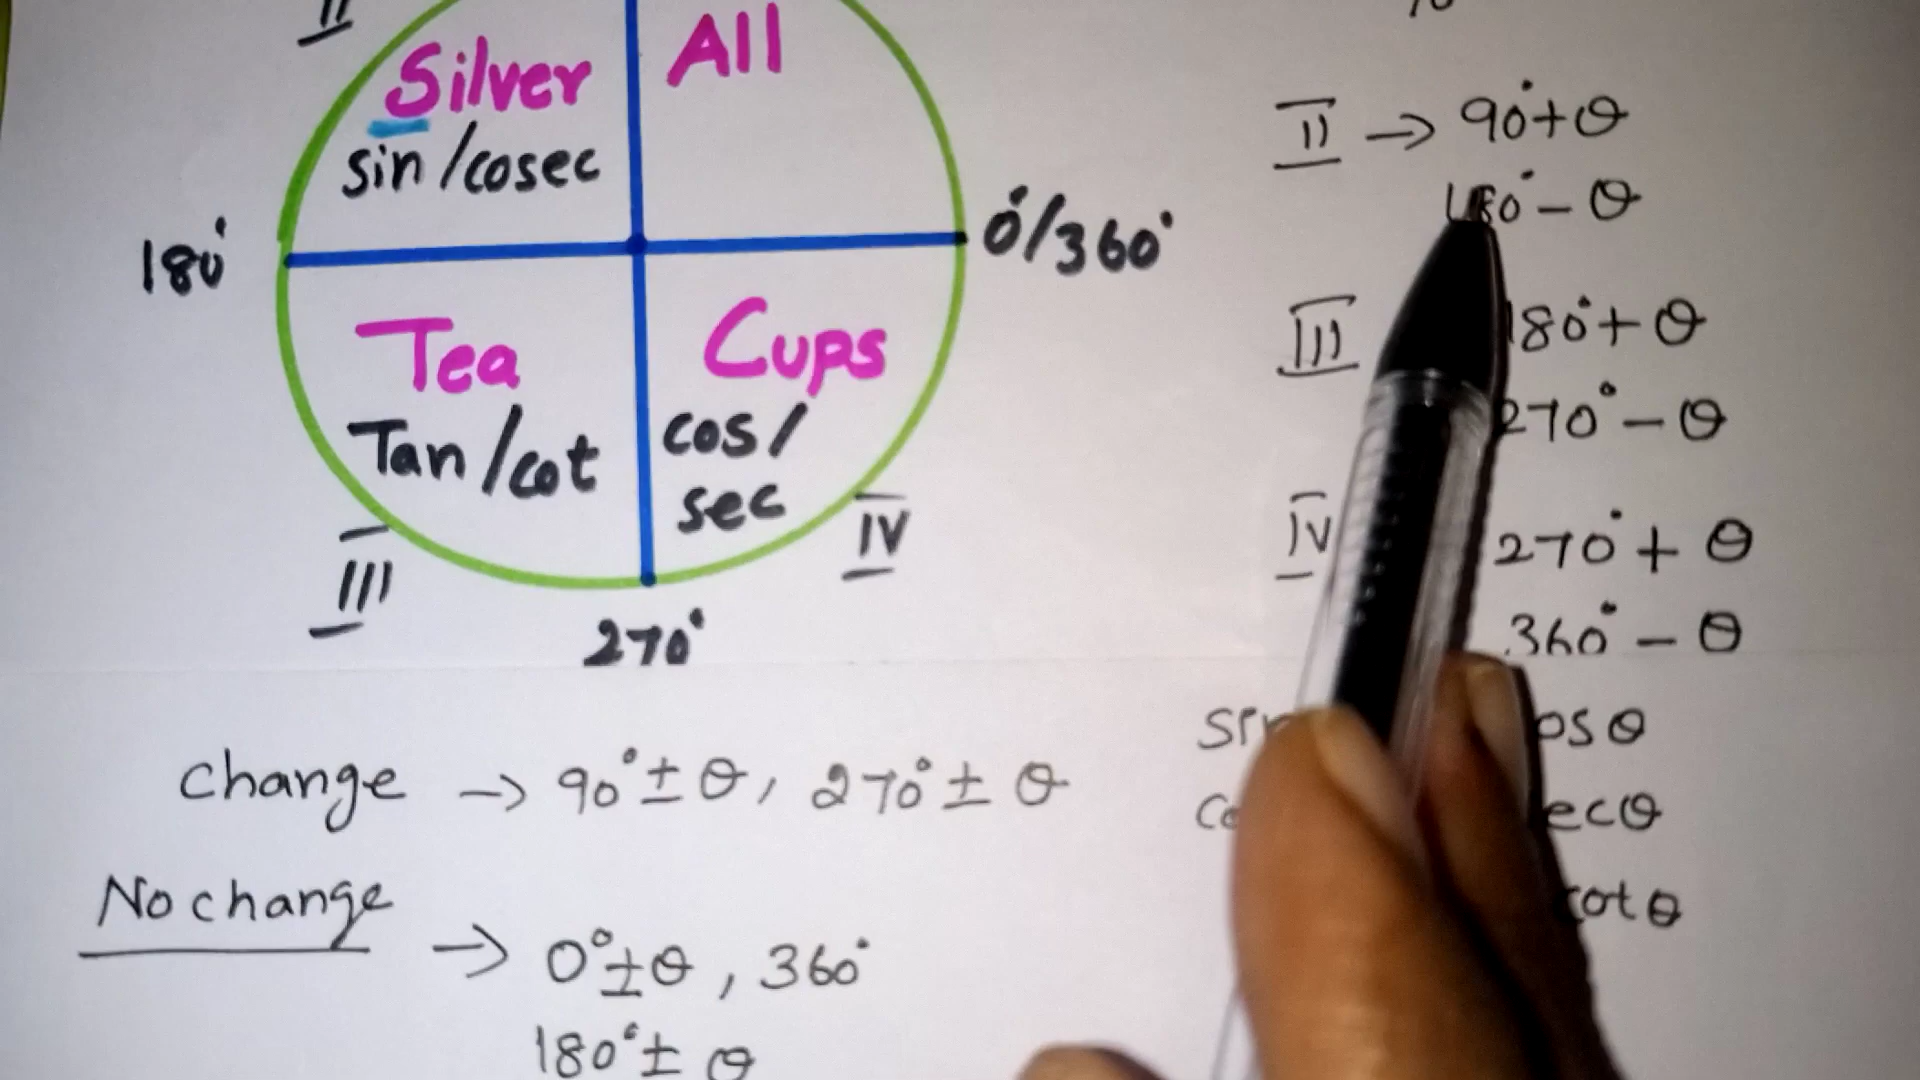 II
Silver
All
sin/cosec
180°
0°/360°
Tea
Cups
Tan/cot
cos/
sec
III
IV
270°
II → 90°+θ
180°-θ
III 180°+θ
270°-θ
IV 270°+θ
360°-θ
Change → 90°±θ, 270°±θ
No change
→ 0°±θ, 360°
180°±θ